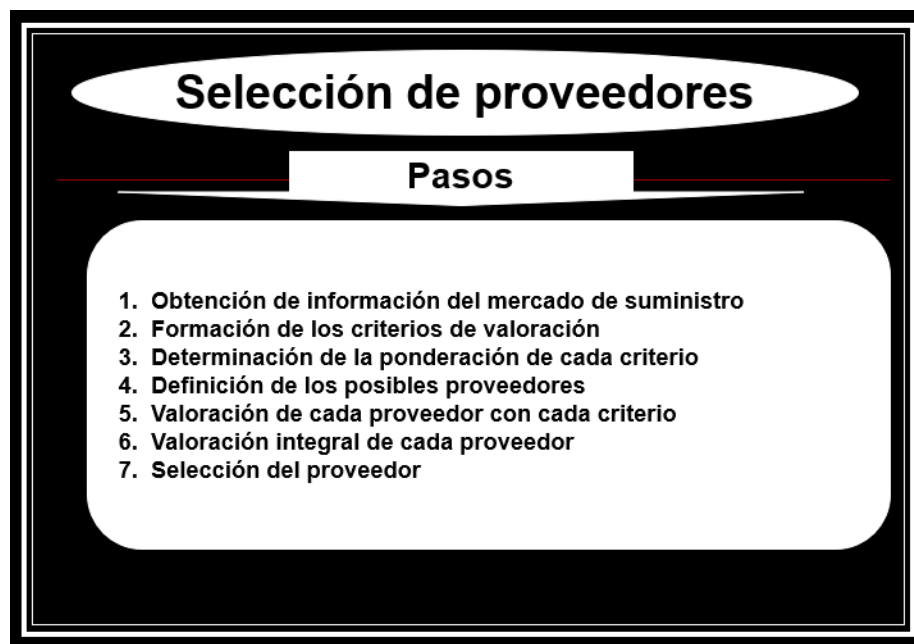 Selección de proveedores
Pasos
1. Obtención de información del mercado de suministro
2. Formación de los criterios de valoración
3. Determinación de la ponderación de cada criterio
4. Definición de los posibles proveedores
5. Valoración de cada proveedor con cada criterio
6. Valoración integral de cada proveedor
7. Selección del proveedor